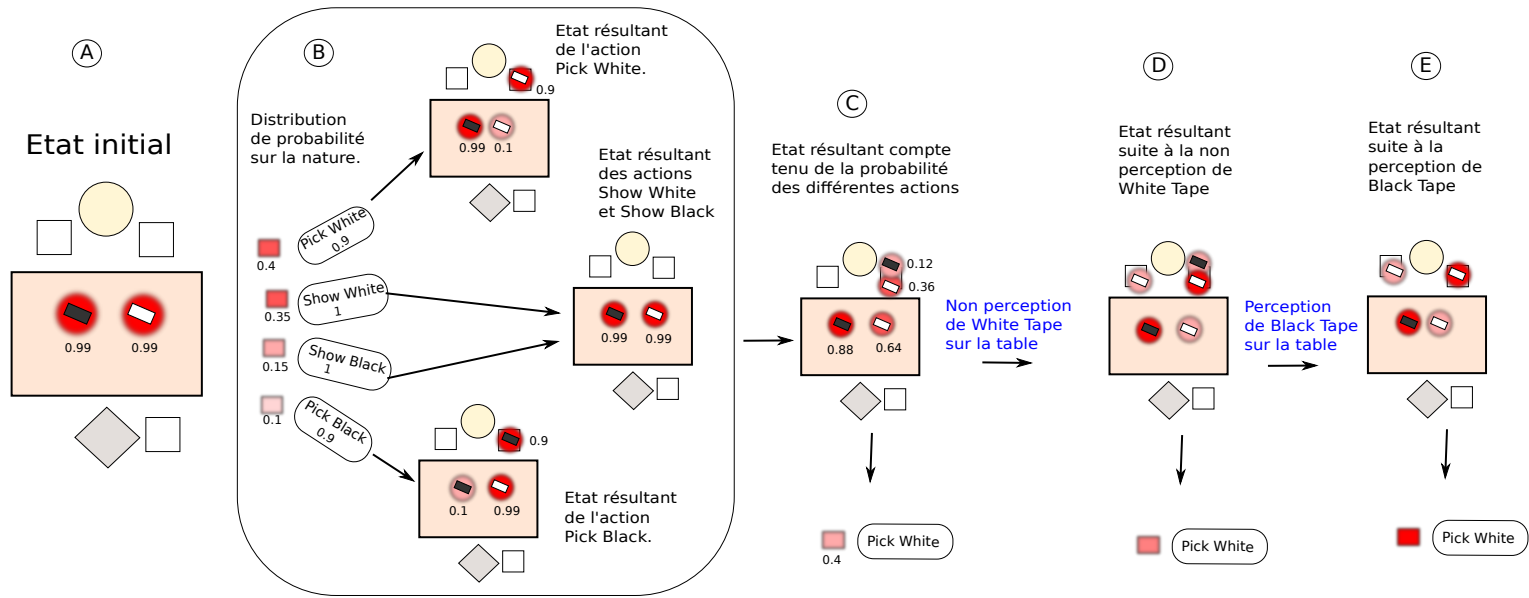 A
Etat initial
0.99
0.99
B
Distribution
de probabilité
sur la nature.
Etat résultant
de l'action
Pick White.
0.9
0.99 0.1
Etat résultant
des actions
Show White
et Show Black
0.99
0.99
Pick White
0.9
0.4
Show White
1
0.35
Show Black
1
0.15
Pick Black
0.9
0.1
0.9
0.1
0.99
Etat résultant
de l'action
Pick Black.
C
Etat résultant compte
tenu de la probabilité
des différentes actions
0.12
0.36
0.88
0.64
Pick White
0.4
Non perception
de White Tape
sur la table
D
Etat résultant
suite à la non
perception de
White Tape
Pick White
Perception
de Black Tape
sur la table
E
Etat résultant
suite à la
perception de
Black Tape
Pick White